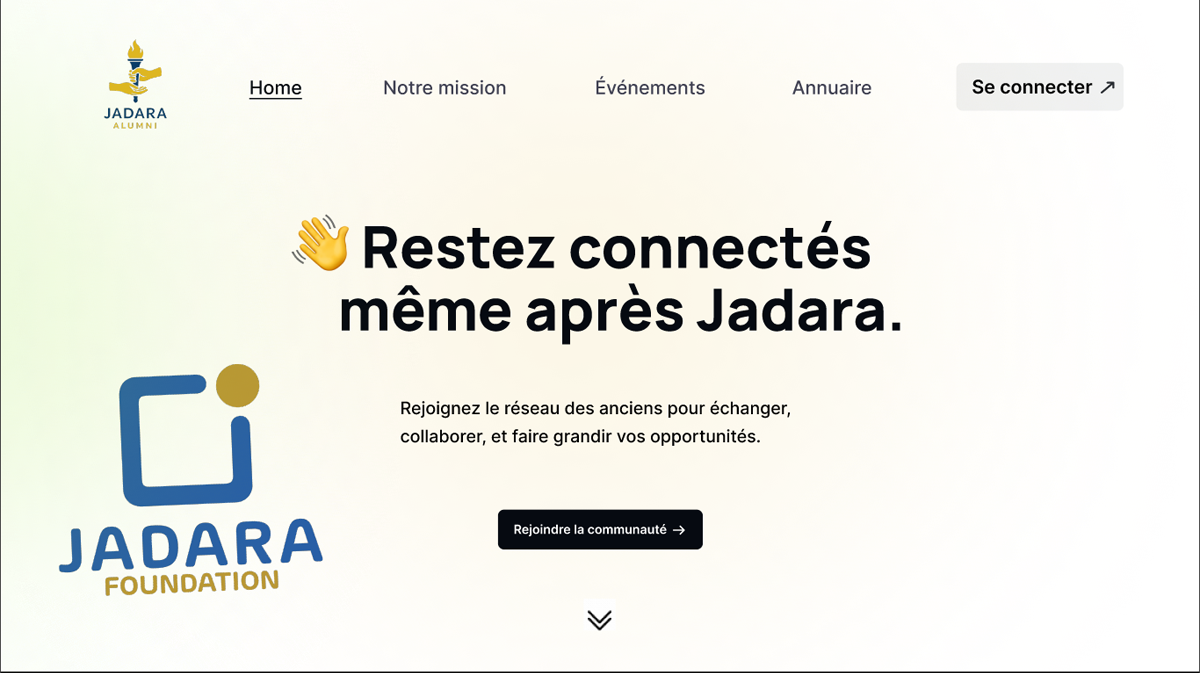 JADARA
ALUMNI
Home
Notre mission
Événements
Annuaire
Se connecter ↗
👋 Restez connectés
même après Jadara.
Rejoignez le réseau des anciens pour échanger,
collaborer, et faire grandir vos opportunités.
JADARA
FOUNDATION
Rejoindre la communauté →